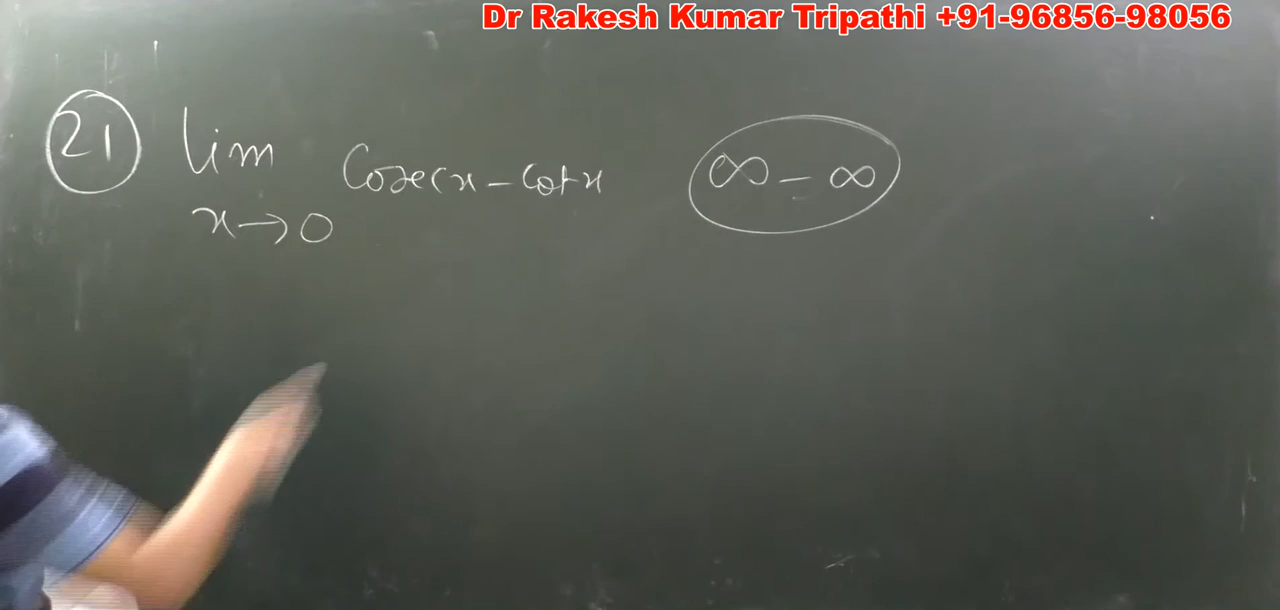 Dr Rakesh Kumar Tripathi +91-96856-98056
21 lim Cosecx - Cotx ∞ - ∞
x→0